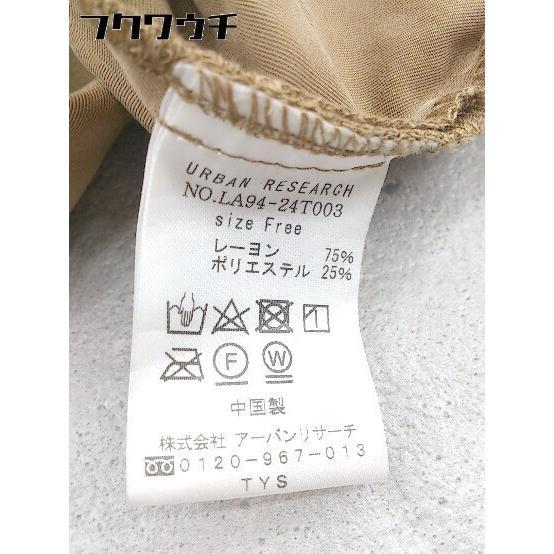 フクワウチ
URBAN RESEARCH
NO.LA94-24T003
size Free
レーヨン 75%
ポリエステル 25%
F W
中国製
株式会社 アーバンリサーチ
0120-967-013
TYS